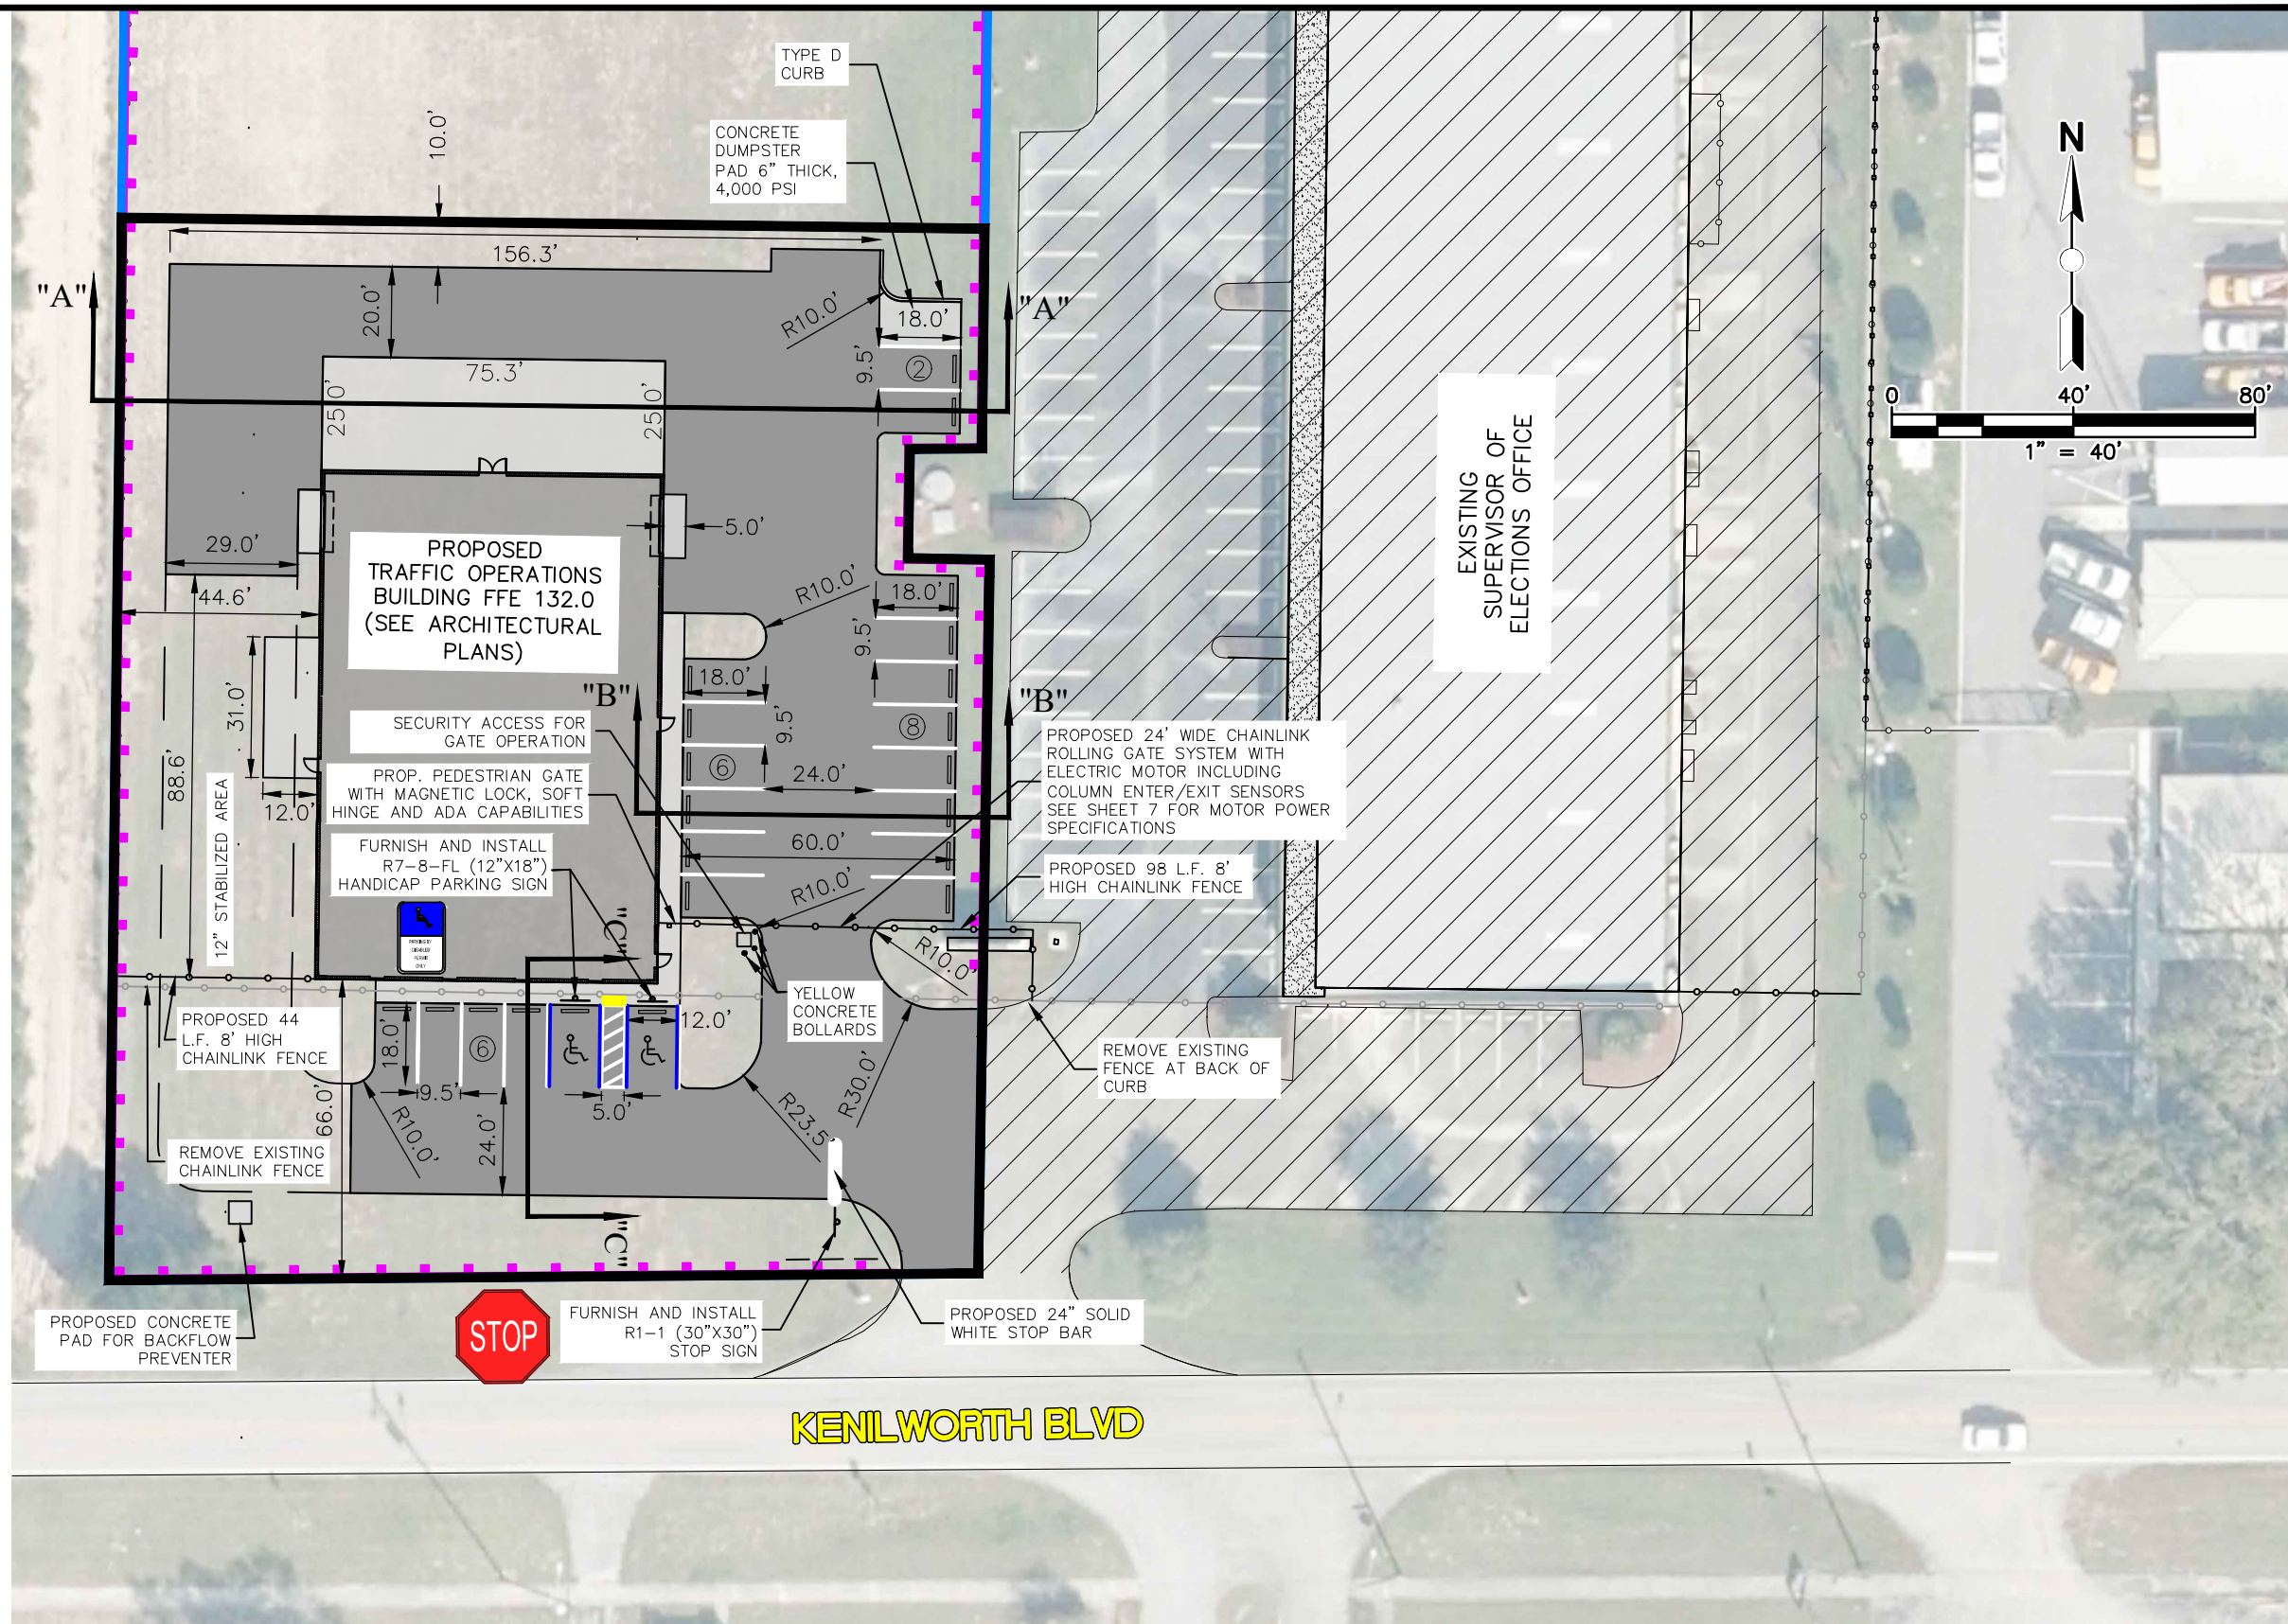 TYPE D
CURB
CONCRETE
DUMPSTER
PAD 6" THICK,
4,000 PSI
10.0'
156.3'
"A"
"A"
20.0'
R10.0'
18.0'
9.5'
2
75.3'
25.0'
25.0'
N
0
40'
80'
1" = 40'
EXISTING
SUPERVISOR OF
ELECTIONS OFFICE
5.0'
29.0'
PROPOSED
TRAFFIC OPERATIONS
BUILDING FFE 132.0
(SEE ARCHITECTURAL
PLANS)
44.6'
R10.0'
18.0'
9.5'
18.0'
9.5'
31.0'
88.6'
12.0'
12" STABILIZED AREA
"B"
"B"
SECURITY ACCESS FOR
GATE OPERATION
PROP. PEDESTRIAN GATE
WITH MAGNETIC LOCK, SOFT
HINGE AND ADA CAPABILITIES
FURNISH AND INSTALL
R7-8-FL (12"X18")
HANDICAP PARKING SIGN
6
8
24.0'
60.0'
R10.0'
PROPOSED 24' WIDE CHAINLINK
ROLLING GATE SYSTEM WITH
ELECTRIC MOTOR INCLUDING
COLUMN ENTER/EXIT SENSORS
SEE SHEET 7 FOR MOTOR POWER
SPECIFICATIONS
PROPOSED 98 L.F. 8'
HIGH CHAINLINK FENCE
PARKING BY
DISABLED
PERMIT
ONLY
"C"
R10.0'
YELLOW
CONCRETE
BOLLARDS
PROPOSED 44
L.F. 8' HIGH
CHAINLINK FENCE
18.0'
6
12.0'
9.5'
5.0'
R10.0'
24.0'
66.0'
R23.5'
R30.0'
REMOVE EXISTING
FENCE AT BACK OF
CURB
REMOVE EXISTING
CHAINLINK FENCE
"C"
PROPOSED CONCRETE
PAD FOR BACKFLOW
PREVENTER
STOP
FURNISH AND INSTALL
R1-1 (30"X30")
STOP SIGN
PROPOSED 24" SOLID
WHITE STOP BAR
KENILWORTH BLVD